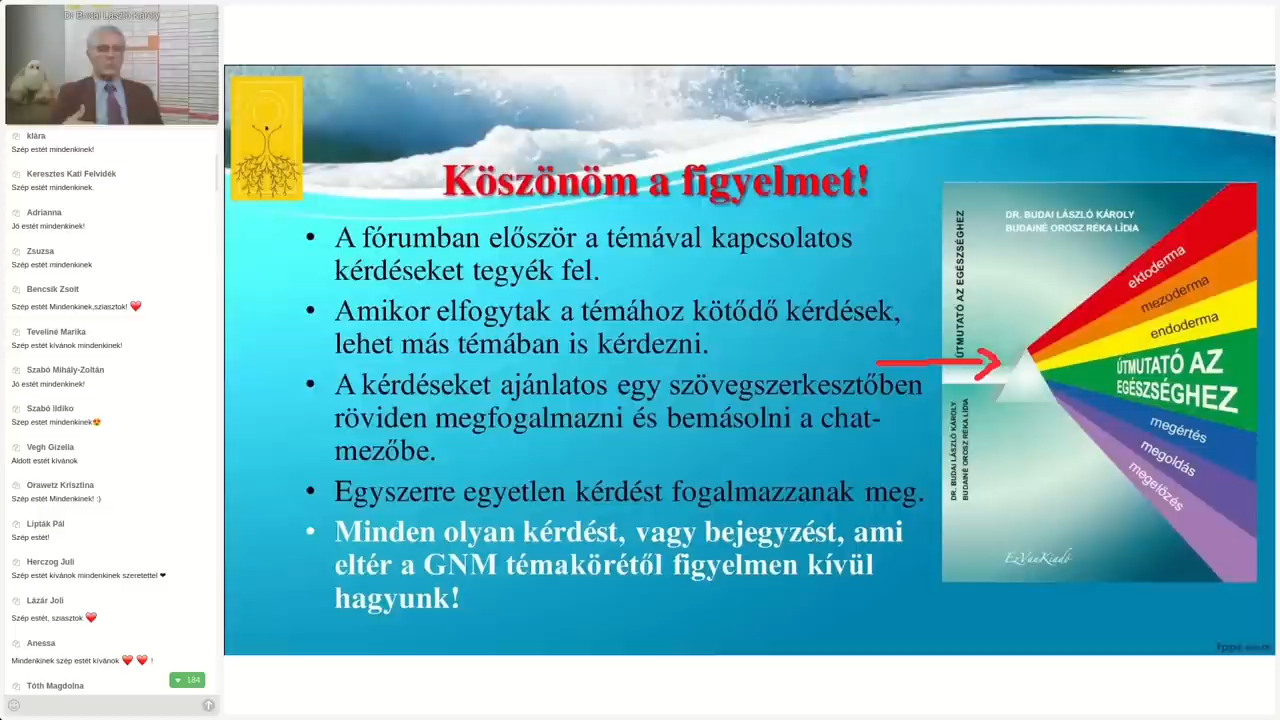 Dr Budai László Károly
klára
Szép estét mindenkinek!
Keresztes Kati Felvidék
Szép estét mindenkinek.
Adrianna
Jó estét mindenkinek!
Zsuzsa
Szép estét mindenkinek
Bencsik Zsolt
Szép estét Mindenkinek,sziasztok! ❤️
Teveliné Marika
Szép estét kívánok mindenkinek!
Szabó Mihály-Zoltán
Jó estét mindenkinek!
Szabó Ildiko
Szep estet mindenkinek😍
Vegh Gizella
Áldott estét kívánok
Orawetz Krisztina
Szép estét Mindenkinek! :)
Lipták Pál
Szép estét!
Herczog Juli
Szép estét kívánok mindenkinek szeretettel ❤
Lázár Joli
Szép estét, sziasztok ❤️
Anessa
Mindenkinek szép estét kívánok ❤️ ❤️ !
Tóth Magdolna
184
Köszönöm a figyelmet!
• A fórumban először a témával kapcsolatos
kérdéseket tegyék fel.
• Amikor elfogytak a témához kötődő kérdések,
lehet más témában is kérdezni.
• A kérdéseket ajánlatos egy szövegszerkesztőben
röviden megfogalmazni és bemásolni a chat-
mezőbe.
• Egyszerre egyetlen kérdést fogalmazzanak meg.
• Minden olyan kérdést, vagy bejegyzést, ami
eltér a GNM témakörétől figyelmen kívül
hagyunk!
DR. BUDAI LÁSZLÓ KÁROLY
BUDAINÉ OROSZ RÉKA LÍDIA
ÚTMUTATÓ AZ EGÉSZSÉGHEZ
DR. BUDAI LÁSZLÓ KÁROLY
BUDAINÉ OROSZ RÉKA LÍDIA
ektoderma
mezoderma
endoderma
ÚTMUTATÓ AZ
EGÉSZSÉGHEZ
megértés
megoldás
megelőzés
EzVanKiadó